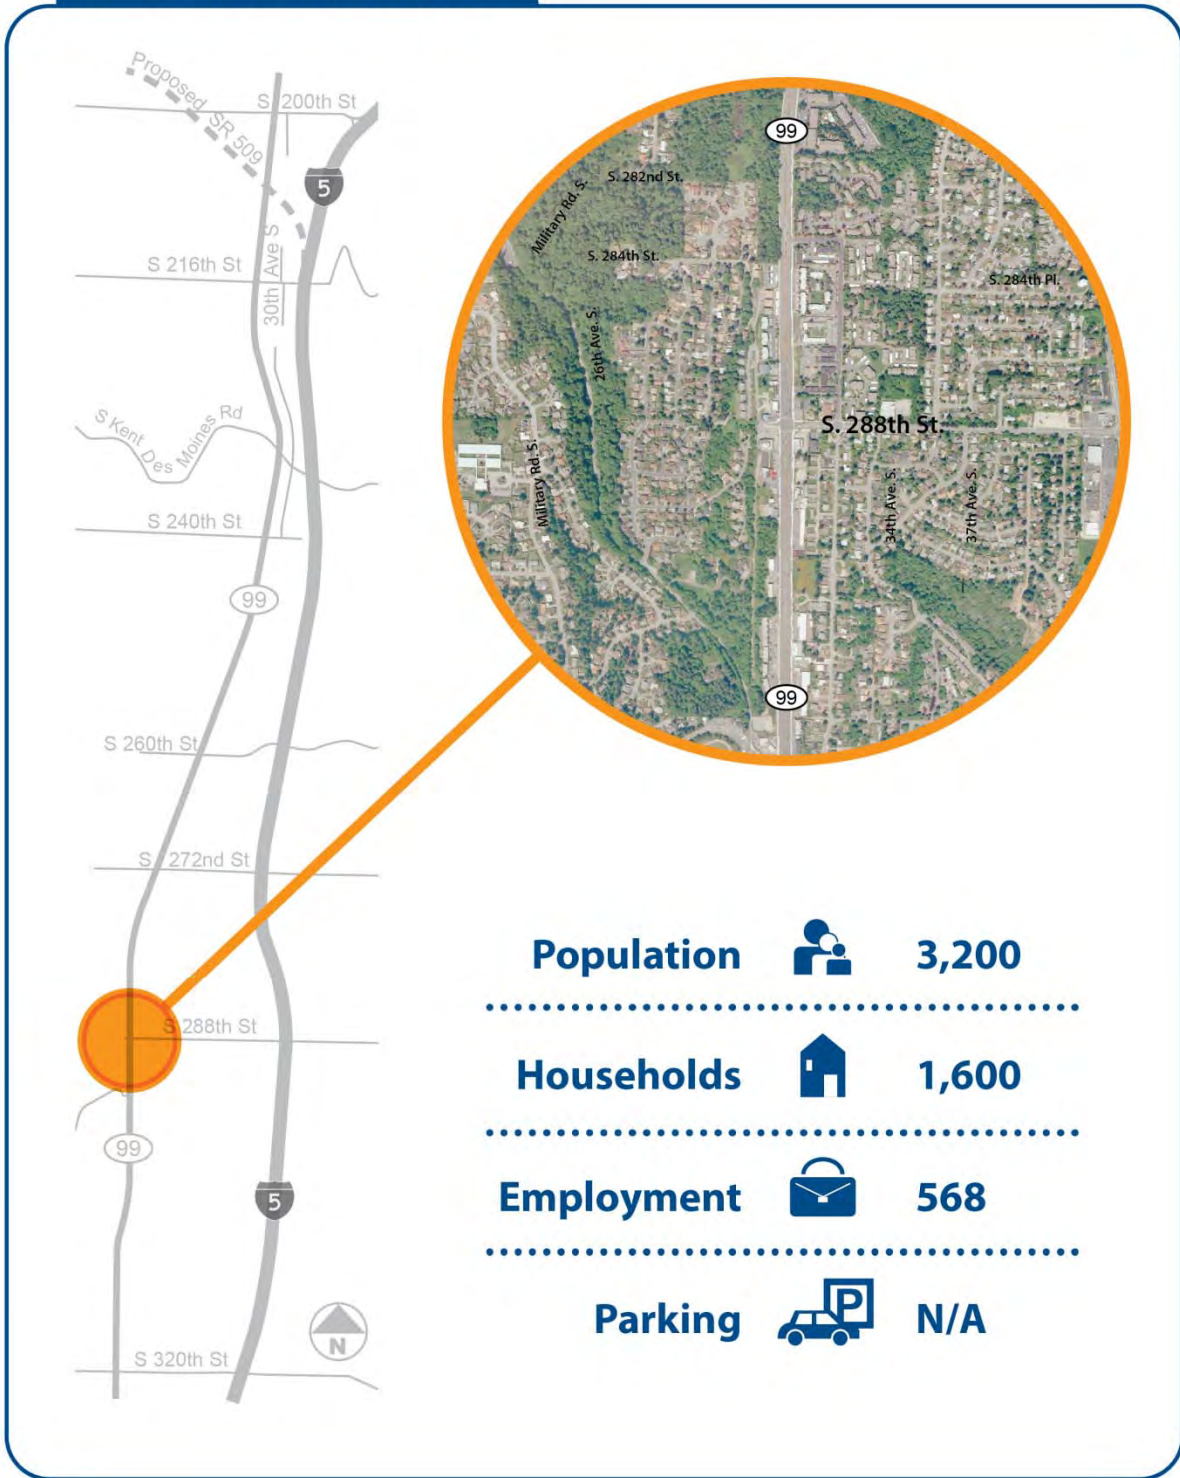 Proposed SR 509
S 200th St
5
30th Ave S
S 216th St
S Kent Des Moines Rd
S 240th St
99
S 260th St
S 272nd St
S 288th St
99
5
N
S 320th St
99
S. 282nd St.
Military Rd. S.
S. 284th St.
S. 284th Pl.
26th Ave. S.
S. 288th St.
Military Rd. S.
34th Ave. S.
37th Ave. S.
99
Population 3,200
Households 1,600
Employment 568
Parking P N/A